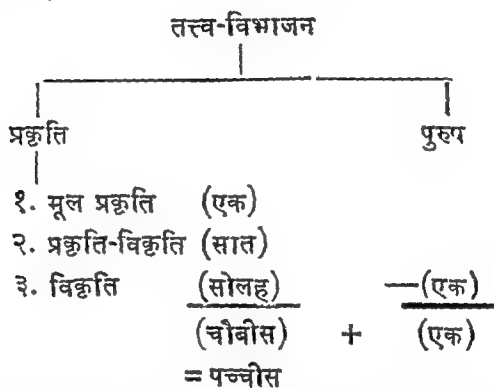 तत्त्व-विभाजन
प्रकृति पुरुष
१. मूल प्रकृति (एक)
२. प्रकृति-विकृति (सात)
३. विकृति (सोलह) —(एक)
(चोबीस) + (एक)
= पच्चीस